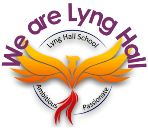 We are Lyng Hall
Lyng Hall School
Ambitious
Passionate